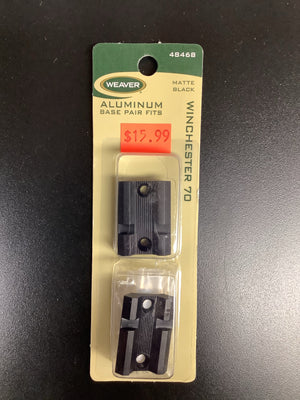 48468
WEAVER
MATTE
BLACK
ALUMINUM
BASE PAIR FITS
WINCHESTER 70
$15.99